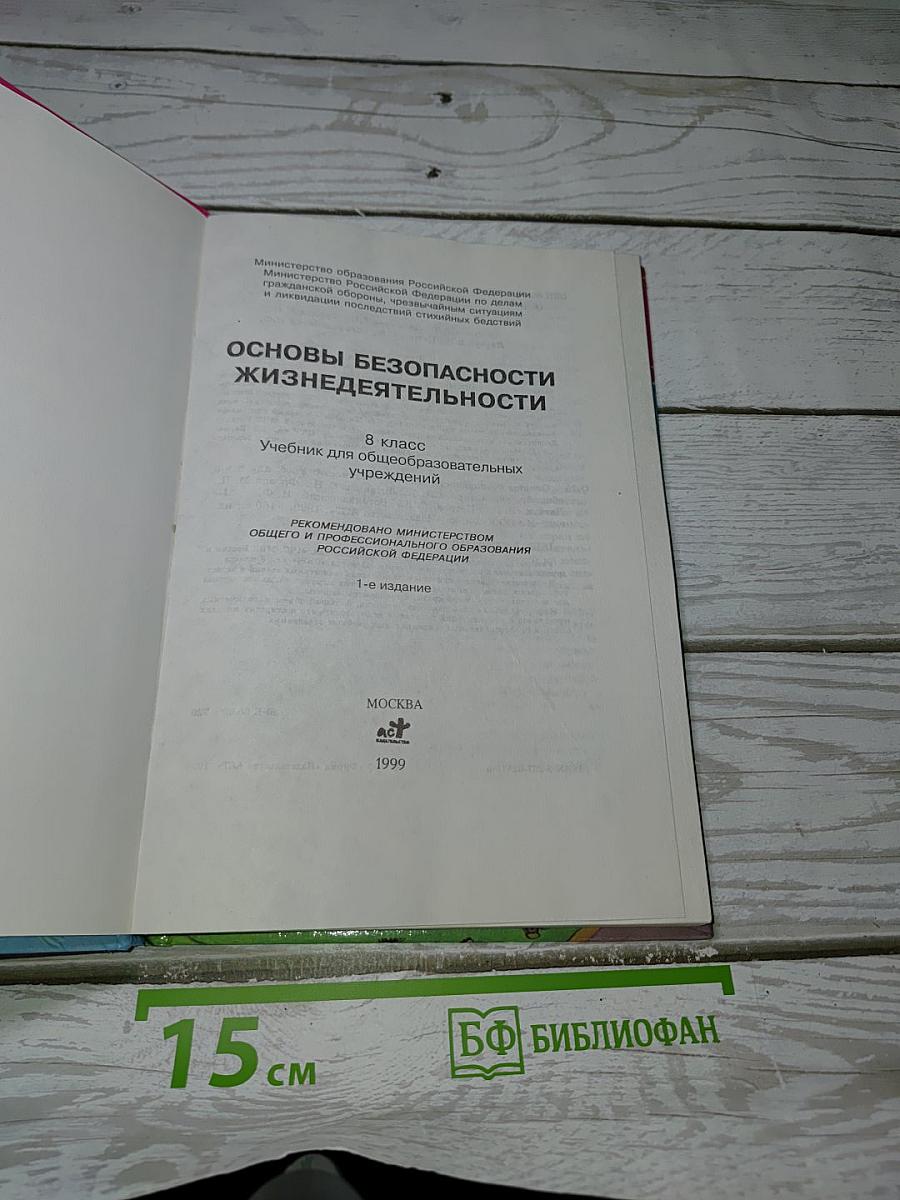 Министерство образования Российской Федерации
Министерство Российской Федерации по делам
гражданской обороны, чрезвычайным ситуациям
и ликвидации последствий стихийных бедствий
ОСНОВЫ БЕЗОПАСНОСТИ
ЖИЗНЕДЕЯТЕЛЬНОСТИ
8 класс
Учебник для общеобразовательных
учреждений
РЕКОМЕНДОВАНО МИНИСТЕРСТВОМ
ОБЩЕГО И ПРОФЕССИОНАЛЬНОГО ОБРАЗОВАНИЯ
РОССИЙСКОЙ ФЕДЕРАЦИИ
1-е издание
МОСКВА
аст
ИЗДАТЕЛЬСТВО
1999
15 см
БФ БИБЛИОФАН